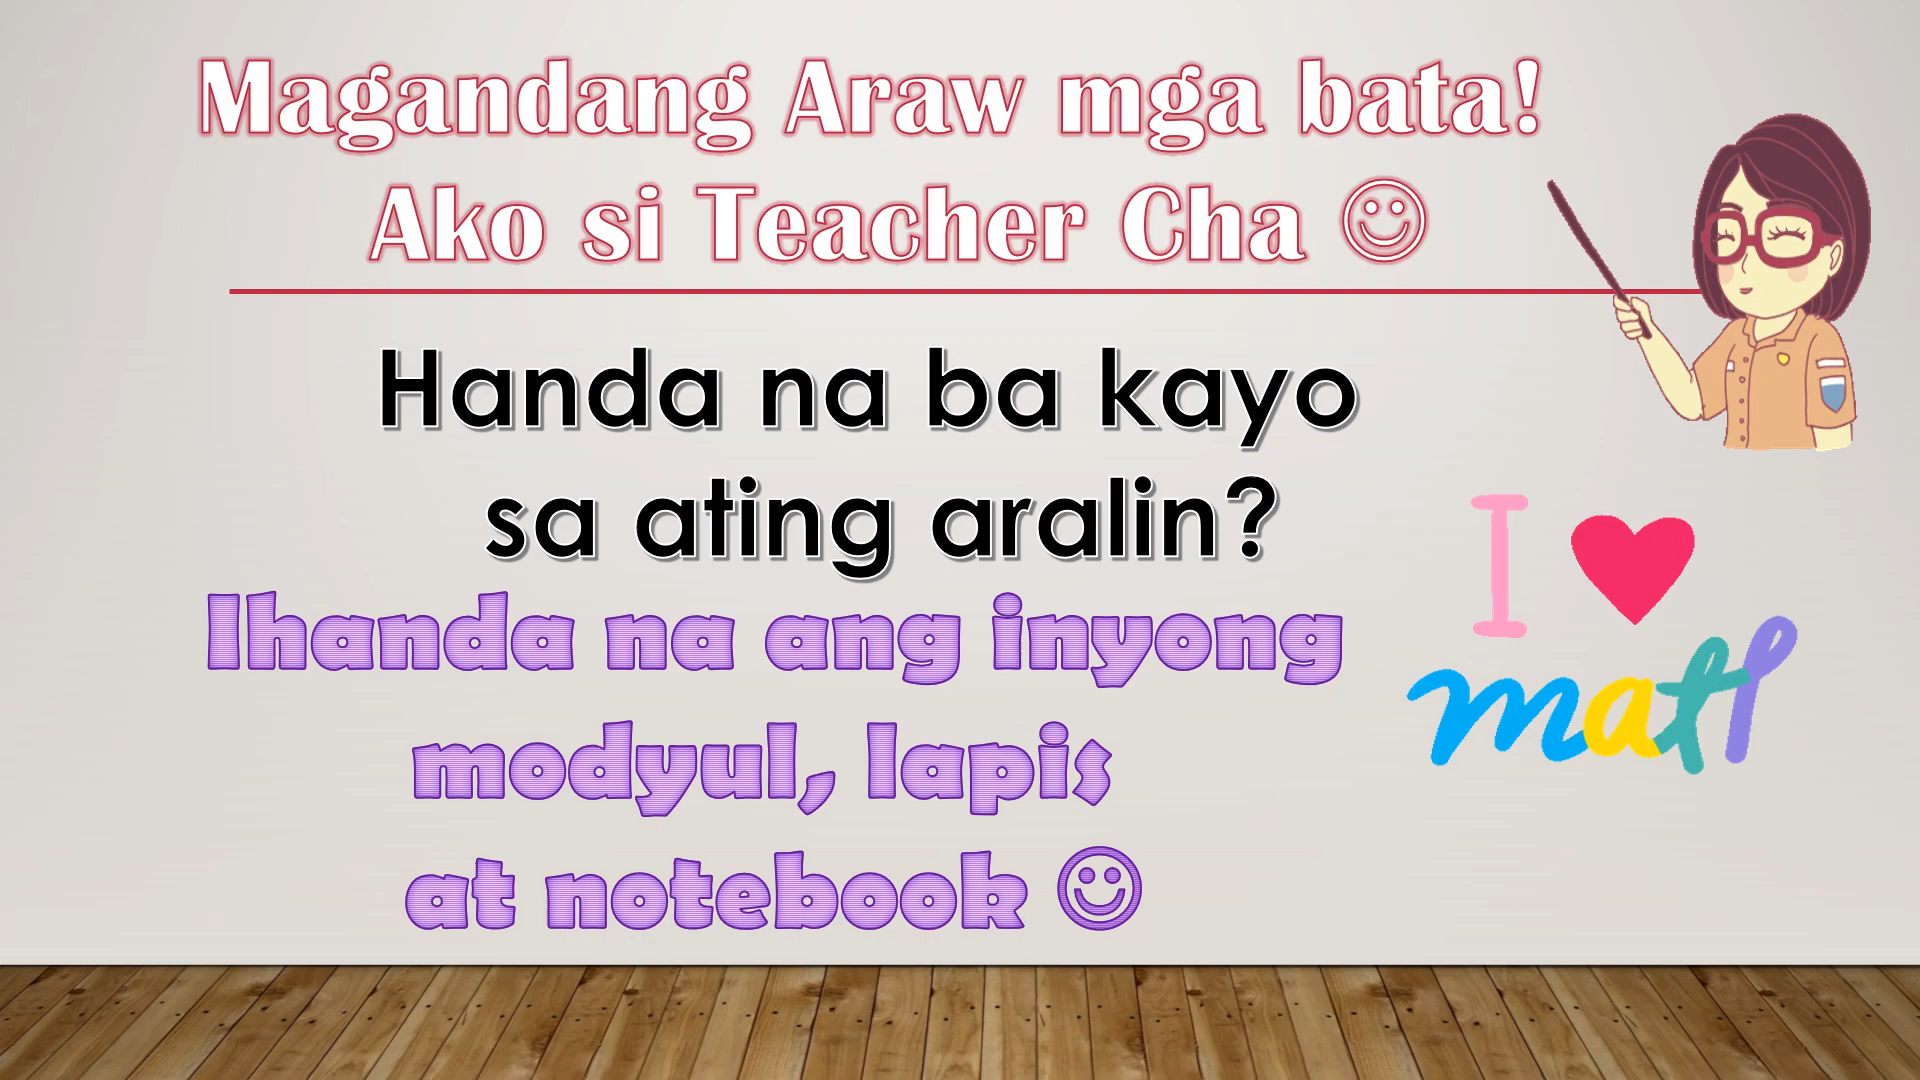 Magandang Araw mga bata!
Ako si Teacher Cha ☺
Handa na ba kayo
sa ating aralin?
Ihanda na ang inyong
modyul, lapis
at notebook ☺
I ♥
matl